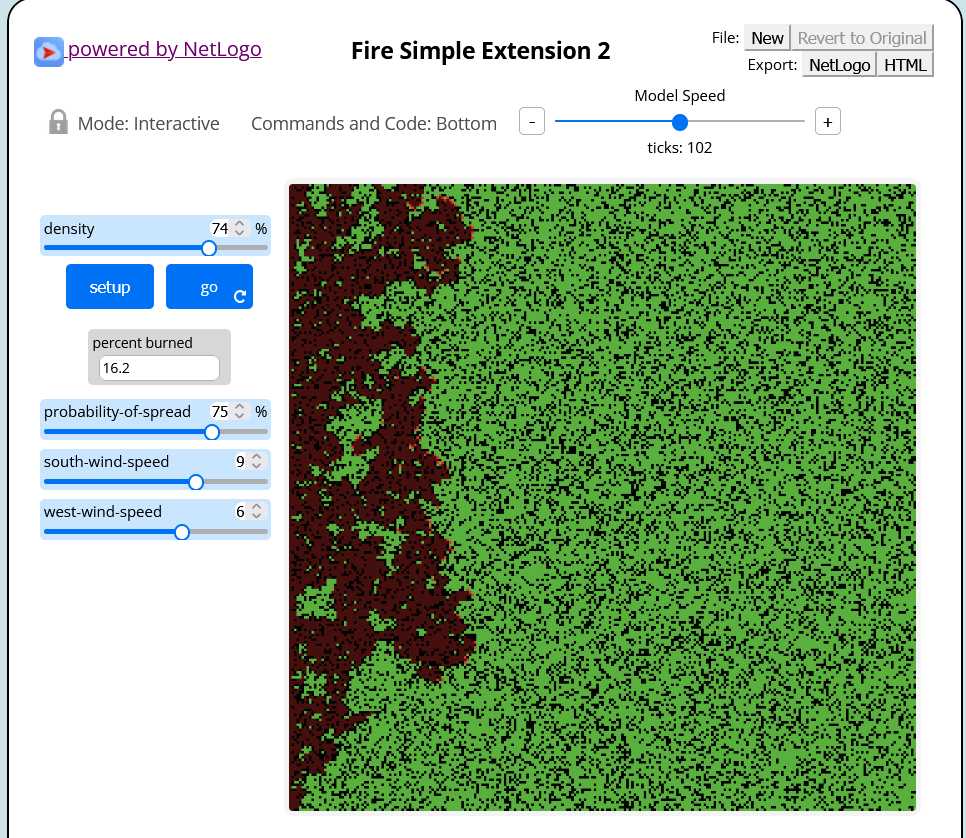 powered by NetLogo
Fire Simple Extension 2
File: New Revert to Original
Export: NetLogo HTML
Mode: Interactive
Commands and Code: Bottom
Model Speed
- +
ticks: 102
density 74 %
setup go
percent burned
16.2
probability-of-spread 75 %
south-wind-speed 9
west-wind-speed 6